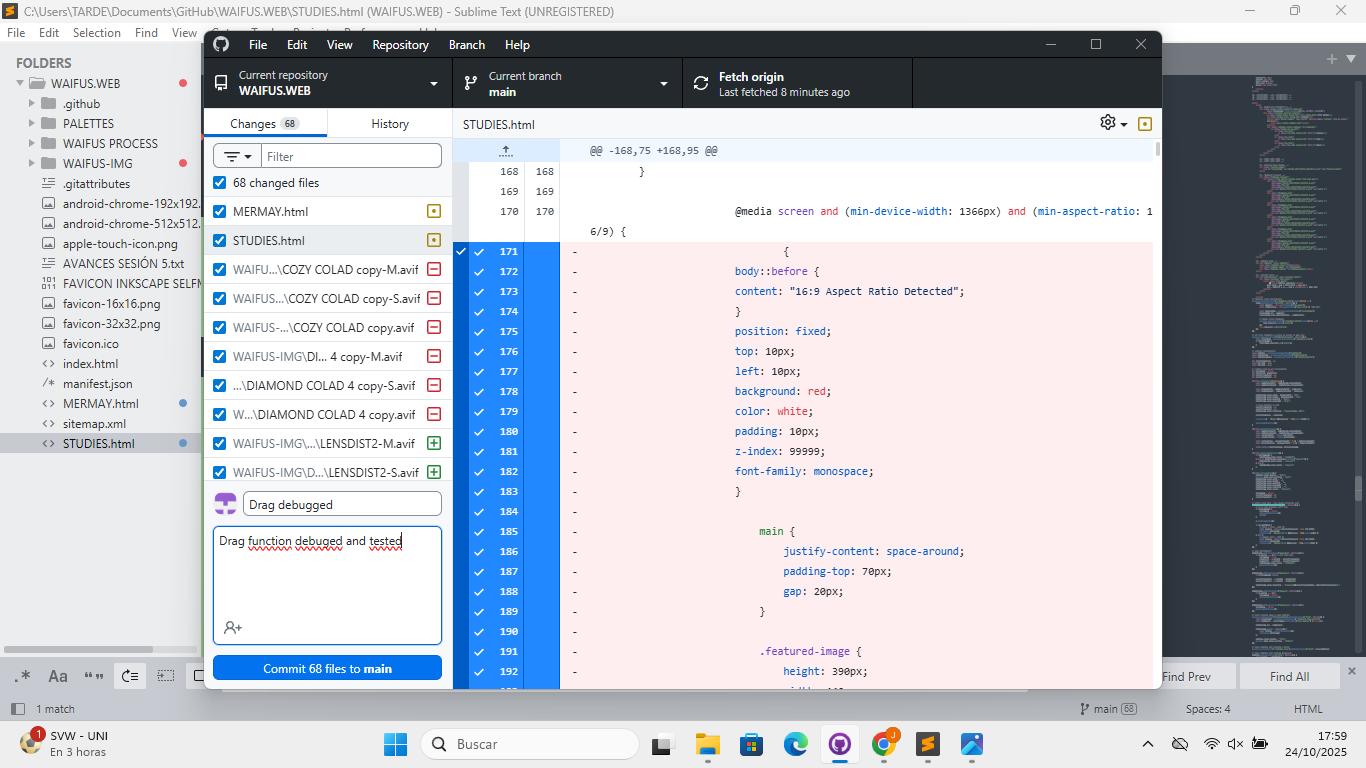 C:\Users\TARDE\Documents\GitHub\WAIFUS.WEB\STUDIES.html (WAIFUS.WEB) - Sublime Text (UNREGISTERED)
File Edit Selection Find View
FOLDERS
WAIFUS.WEB
.github
PALETTES
WAIFUS PROCESS
WAIFUS-IMG
.gitattributes
android-chrome-192x192.
android-chrome-512x512.
apple-touch-icon.png
AVANCES SESIÓN 5.txt
FAVICON INKSCAPE SELFM
favicon-16x16.png
favicon-32x32.png
favicon.ico
index.html
manifest.json
MERMAY.html
sitemap.xml
STUDIES.html
File Edit View Repository Branch Help
Current repository
WAIFUS.WEB
Current branch
main
Fetch origin
Last fetched 8 minutes ago
Changes 68
History
STUDIES.html
Filter
68 changed files
MERMAY.html
STUDIES.html
WAIFU...\COZY COLAD copy-M.avif
WAIFUS...\COZY COLAD copy-S.avif
WAIFUS-...\COZY COLAD copy.avif
WAIFUS-IMG\DI... 4 copy-M.avif
...\DIAMOND COLAD 4 copy-S.avif
W...\DIAMOND COLAD 4 copy.avif
WAIFUS-IMG\...\LENSDIST2-M.avif
WAIFUS-IMG\D...\LENSDIST2-S.avif
Drag debugged
Drag function debuged and tested
Commit 68 files to main
@@ -168,75 +168,95 @@
168 168 }
169 169
170 170 @media screen and (min-device-width: 1366px) and (min-aspect-ratio: 1
6/9) {
171 - {
172 - body::before {
173 - content: "16:9 Aspect Ratio Detected";
174 - }
175 - position: fixed;
176 - top: 10px;
177 - left: 10px;
178 - background: red;
179 - color: white;
180 - padding: 10px;
181 - z-index: 99999;
182 - font-family: monospace;
183 - }
184 -
185 - main {
186 - justify-content: space-around;
187 - padding-top: 70px;
188 - gap: 20px;
189 - }
190 -
191 - .featured-image {
192 - height: 390px;
.* Aa “”
Find Prev
Find All
1 match
main 68
Spaces: 4
HTML
1
SVW - UNI
En 3 horas
Buscar
J
17:59
24/10/2025